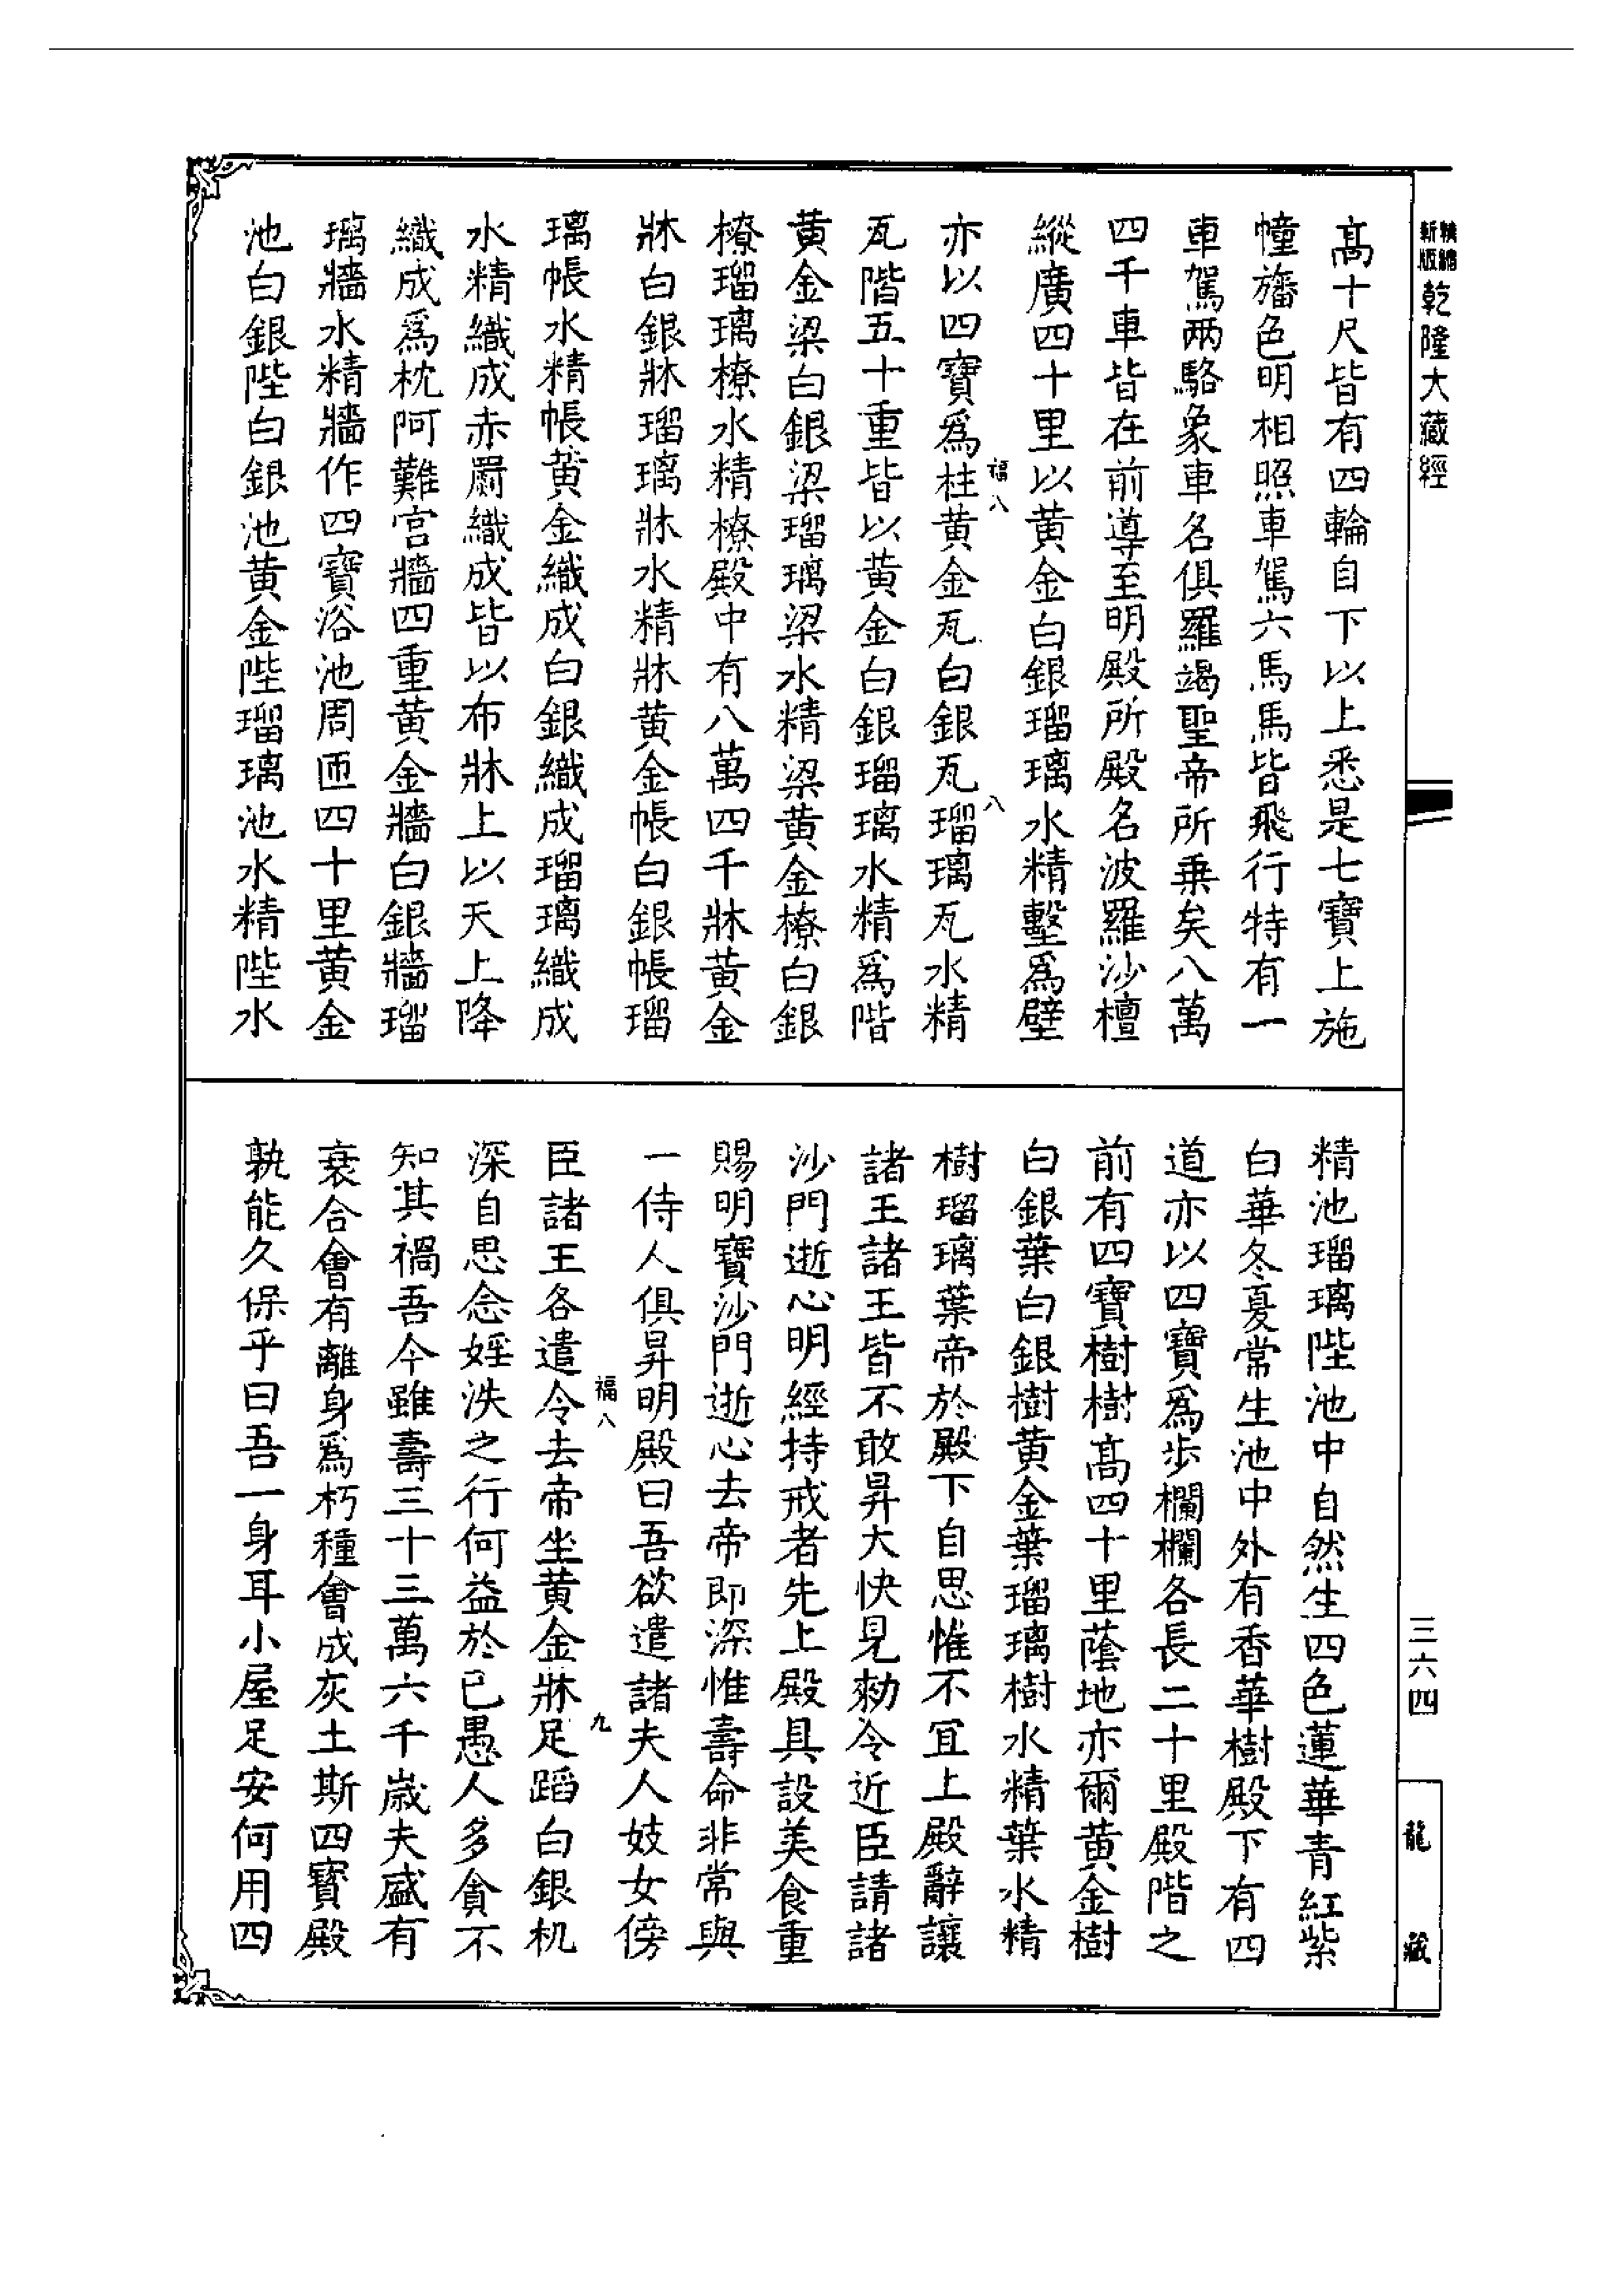 精縮新版乾隆大藏經
三六四
龍藏
高十尺皆有四輪自下以上悉是七寶上施
幢旛色明相照車駕六馬馬皆飛行特有一
車駕两駱象車名俱羅竭聖帝所乗矣八萬
四千車皆在前導至明殿所殿名波羅沙檀
縱廣四十里以黄金白銀瑠璃水精墼爲壁
福八
八
亦以四寶爲柱黄金瓦白銀瓦瑠璃瓦水精
瓦階五十重皆以黄金白銀瑠璃水精爲階
黄金梁白銀梁瑠璃梁水精梁黄金橑白銀
橑瑠璃橑水精橑殿中有八萬四千牀黄金
牀白銀牀瑠璃牀水精牀黄金帳白銀帳瑠
璃帳水精帳黄金織成白銀織成瑠璃織成
水精織成赤罽織成皆以布牀上以天上降
織成爲枕阿難宫牆四重黄金牆白銀牆瑠
璃牆水精牆作四寶浴池周匝四十里黄金
池白銀陛白銀池黄金陛瑠璃池水精陛水
精池瑠璃陛池中自然生四色蓮華青紅紫
白華冬夏常生池中外有香華樹殿下有四
道亦以四寶爲步欄欄各長二十里殿階之
前有四寶樹樹髙四十里蔭地亦爾黄金樹
白銀葉白銀樹黄金葉瑠璃樹水精葉水精
樹瑠璃葉帝於殿下自思惟不宜上殿辭讓
諸王諸王皆不敢昇大快見勑令近臣請諸
沙門逝心明經持戒者先上殿具設美食重
賜明寶沙門逝心去帝即深惟壽命非常與
一侍人俱昇明殿曰吾欲遣諸夫人妓女傍
福八
九
臣諸王各遣令去帝坐黄金牀足蹈白銀机
深自思念婬泆之行何益於已愚人多貪不
知其禍吾今雖壽三十三萬六千歲夫盛有
衰合會有離身爲朽種會成灰土斯四寶殿
孰能久保乎曰吾一身耳小屋足安何用四